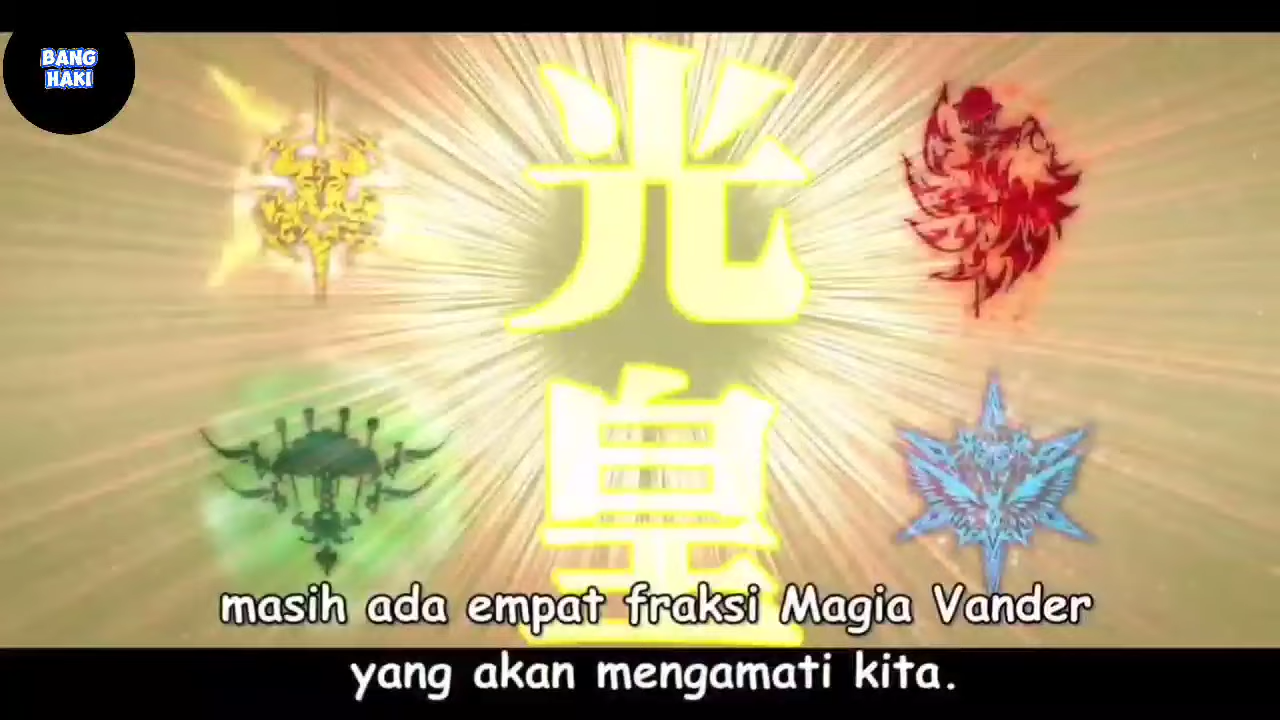 BANG
HAKI
光
皇
masih ada empat fraksi Magia Vander
yang akan mengamati kita.